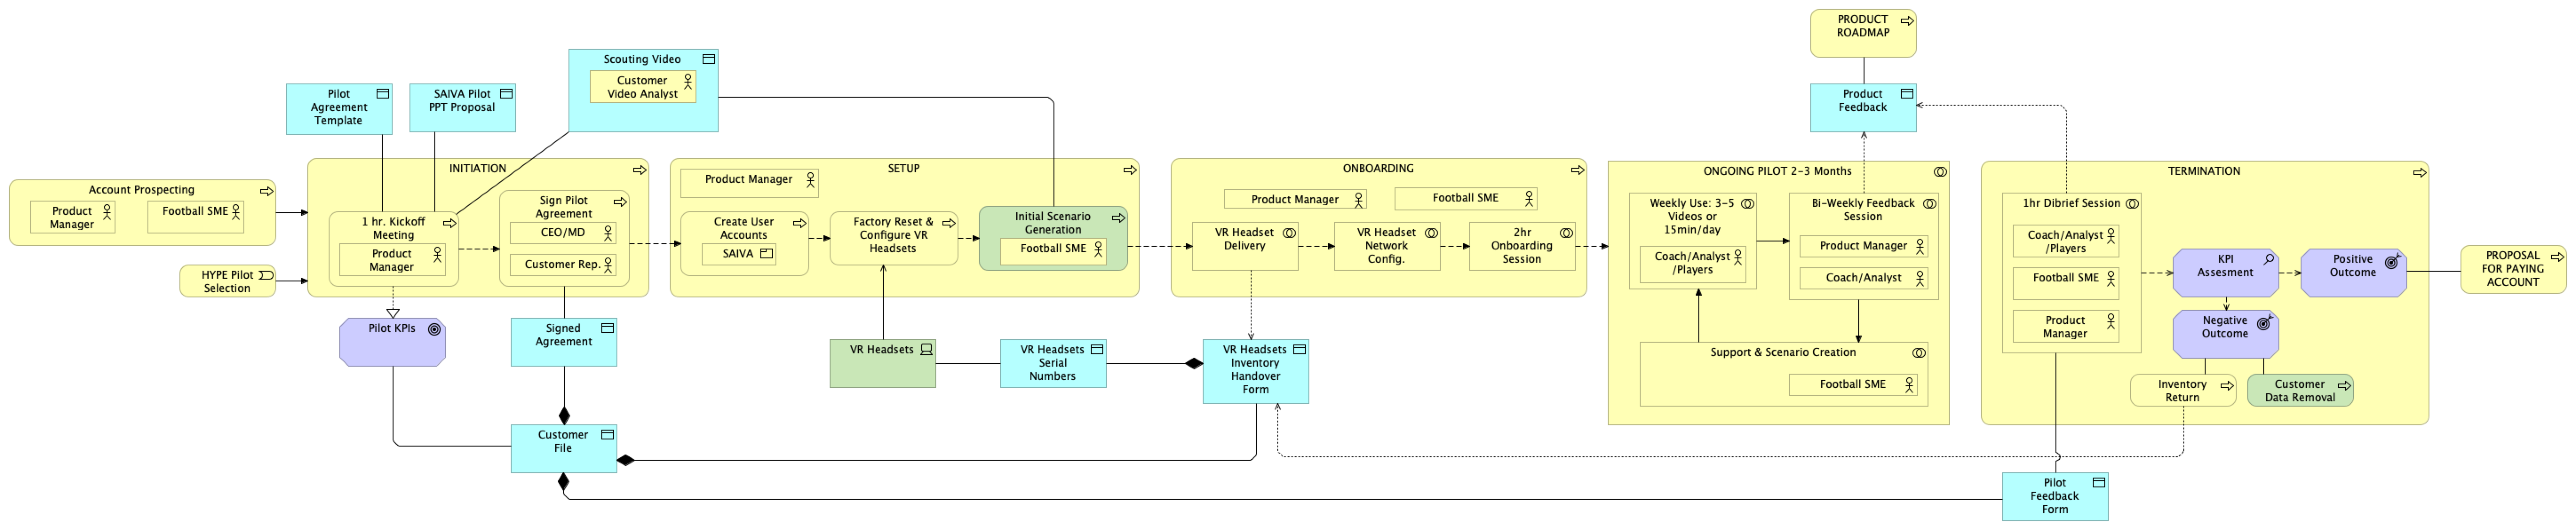 PRODUCT
ROADMAP
Scouting Video
Customer
Video Analyst
Pilot
Agreement
Template
SAIVA Pilot
PPT Proposal
Product
Feedback
Account Prospecting
Product
Manager
Football SME
HYPE Pilot
Selection
INITIATION
1 hr. Kickoff
Meeting
Product
Manager
Sign Pilot
Agreement
CEO/MD
Customer Rep.
SETUP
Product Manager
Create User
Accounts
SAIVA
Factory Reset &
Configure VR
Headsets
Initial Scenario
Generation
Football SME
ONBOARDING
Product Manager
Football SME
VR Headset
Delivery
VR Headset
Network
Config.
2hr
Onboarding
Session
ONGOING PILOT 2-3 Months
Weekly Use: 3-5
Videos or
15min/day
Coach/Analyst
/Players
Bi-Weekly Feedback
Session
Product Manager
Coach/Analyst
Support & Scenario Creation
Football SME
TERMINATION
1hr Dibrief Session
Coach/Analyst
/Players
Football SME
Product
Manager
KPI
Assesment
Positive
Outcome
Negative
Outcome
Inventory
Return
Customer
Data Removal
PROPOSAL
FOR PAYING
ACCOUNT
Pilot KPIs
Signed
Agreement
VR Headsets
VR Headsets
Serial
Numbers
VR Headsets
Inventory
Handover
Form
Customer
File
Pilot
Feedback
Form